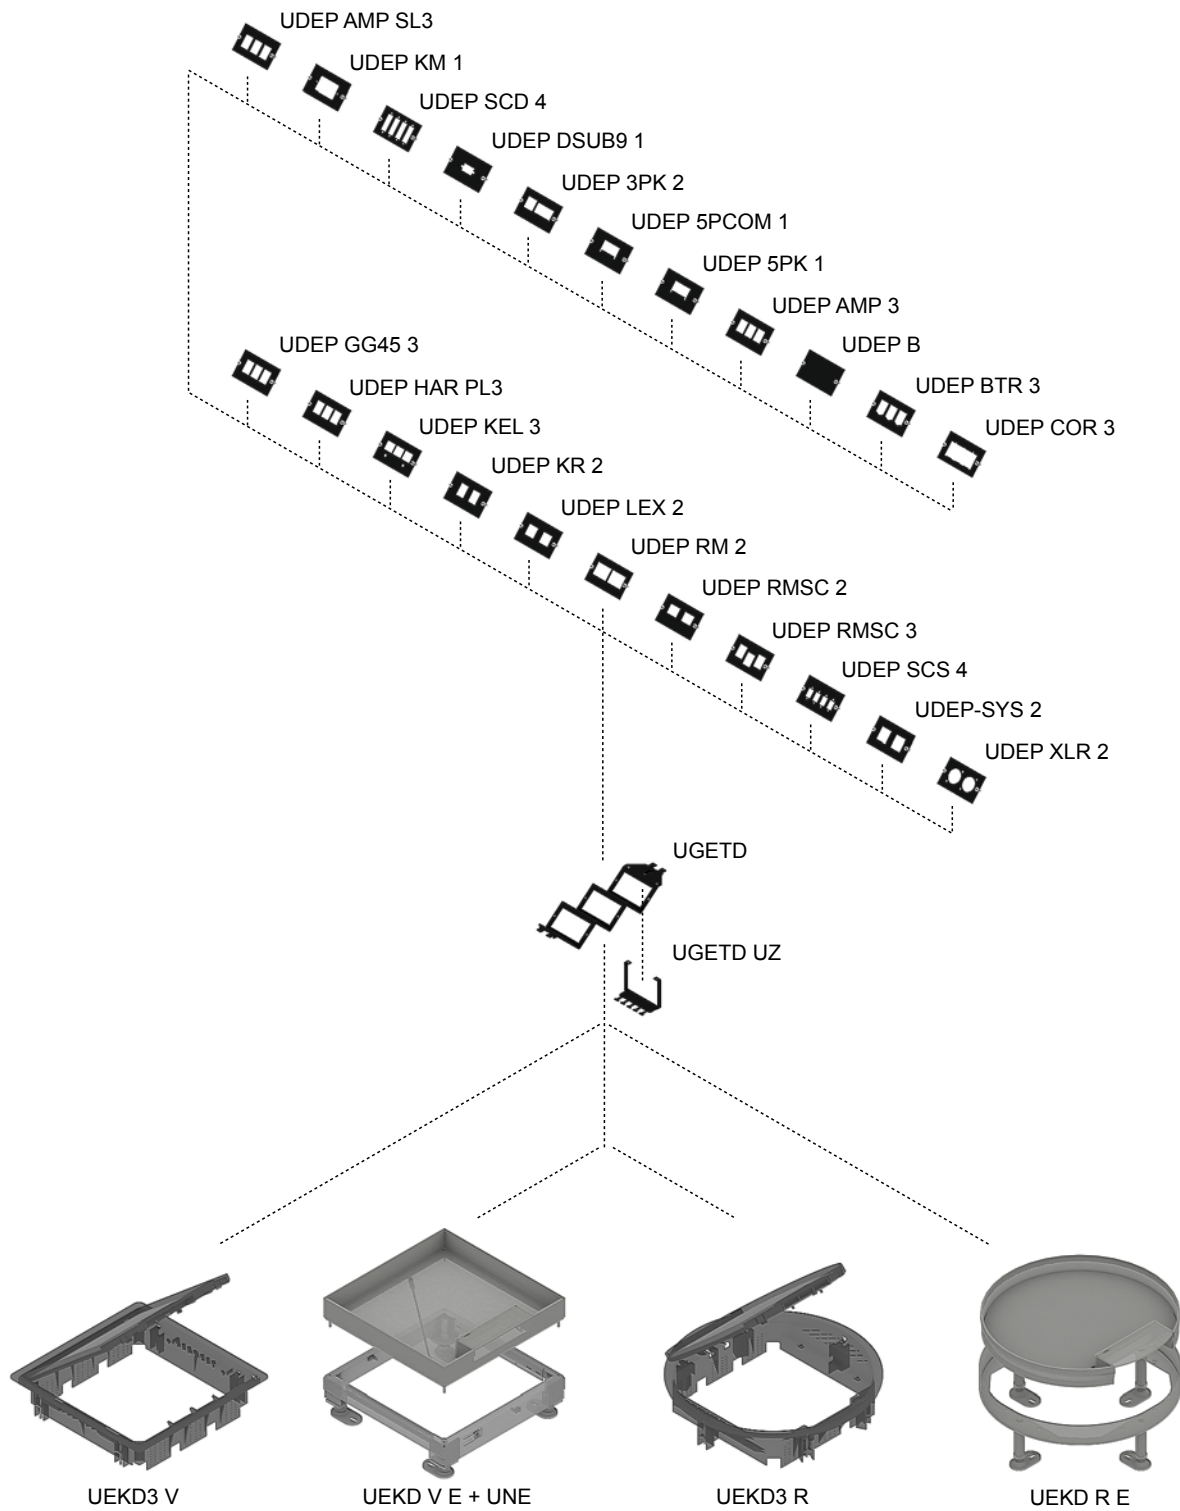 UDEP AMP SL3
UDEP KM 1
UDEP SCD 4
UDEP DSUB9 1
UDEP 3PK 2
UDEP 5PCOM 1
UDEP 5PK 1
UDEP AMP 3
UDEP B
UDEP BTR 3
UDEP COR 3
UDEP GG45 3
UDEP HAR PL3
UDEP KEL 3
UDEP KR 2
UDEP LEX 2
UDEP RM 2
UDEP RMSC 2
UDEP RMSC 3
UDEP SCS 4
UDEP-SYS 2
UDEP XLR 2
UGETD
UGETD UZ
UEKD3 V
UEKD V E + UNE
UEKD3 R
UEKD R E